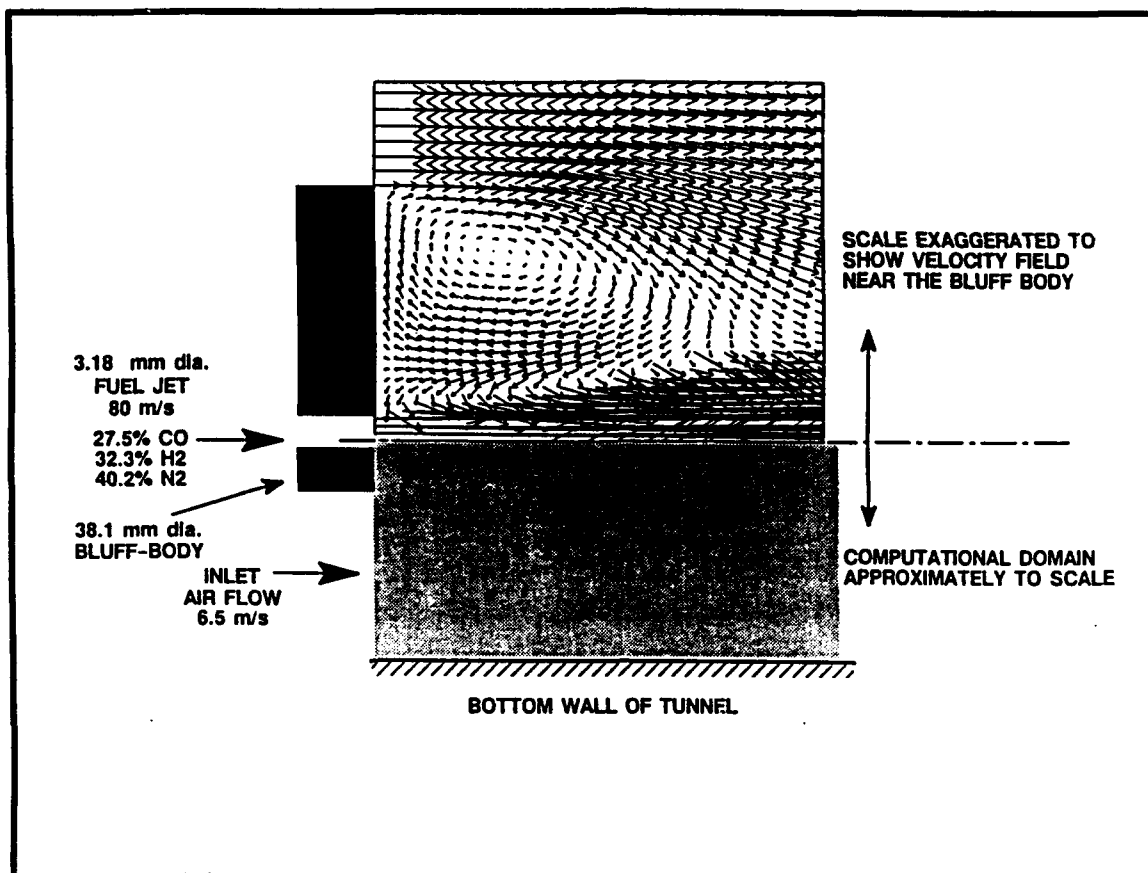 SCALE EXAGGERATED TO
SHOW VELOCITY FIELD
NEAR THE BLUFF BODY
3.18 mm dia.
FUEL JET
80 m/s
27.5% CO
32.3% H2
40.2% N2
38.1 mm dia.
BLUFF-BODY
INLET
AIR FLOW
6.5 m/s
COMPUTATIONAL DOMAIN
APPROXIMATELY TO SCALE
BOTTOM WALL OF TUNNEL